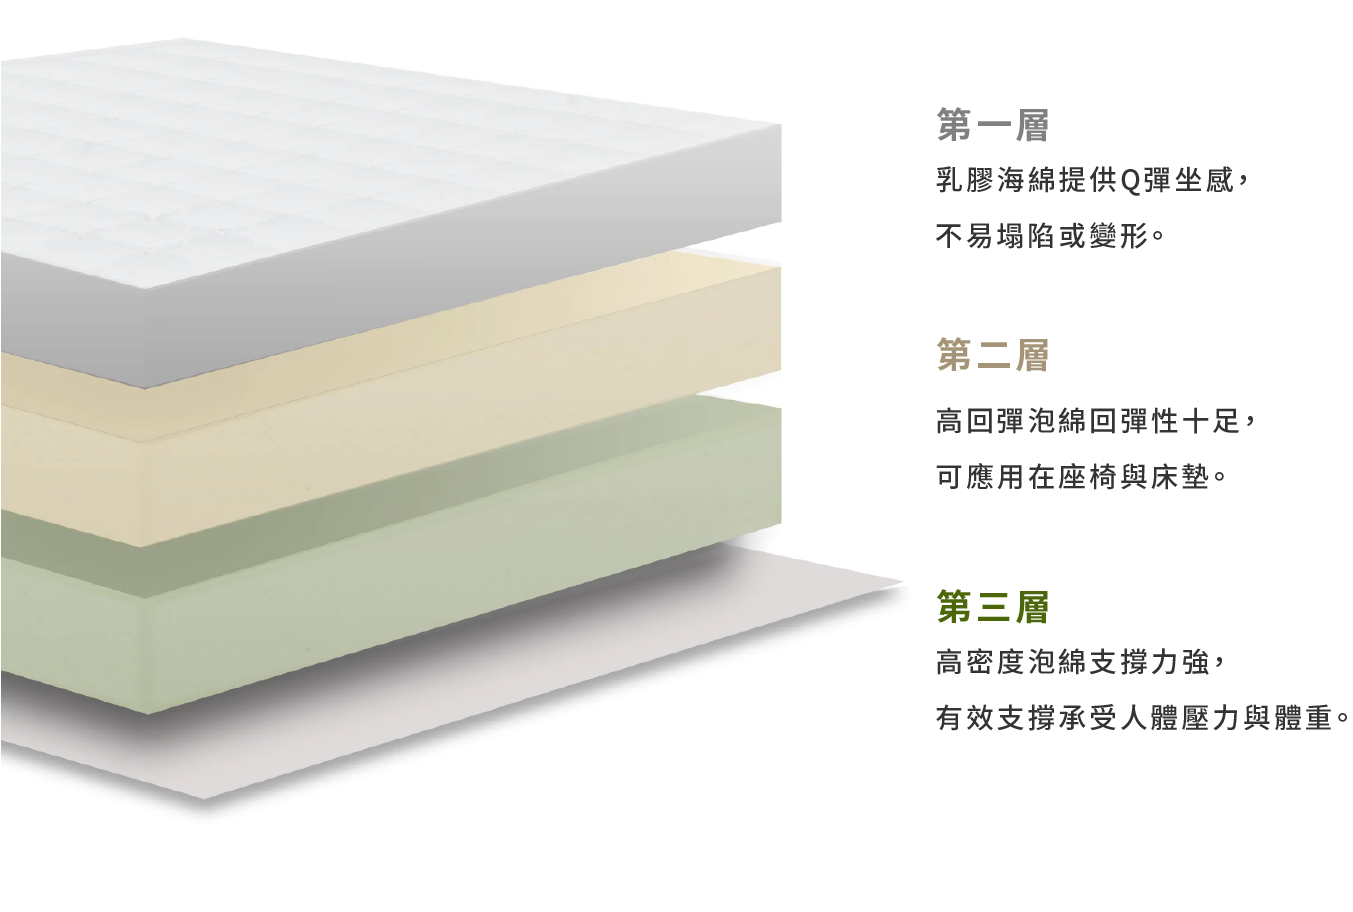 第一層
乳膠海綿提供Q彈坐感，
不易塌陷或變形。
第二層
高回彈泡綿回彈性十足，
可應用在座椅與床墊。
第三層
高密度泡綿支撐力強，
有效支撐承受人體壓力與體重。